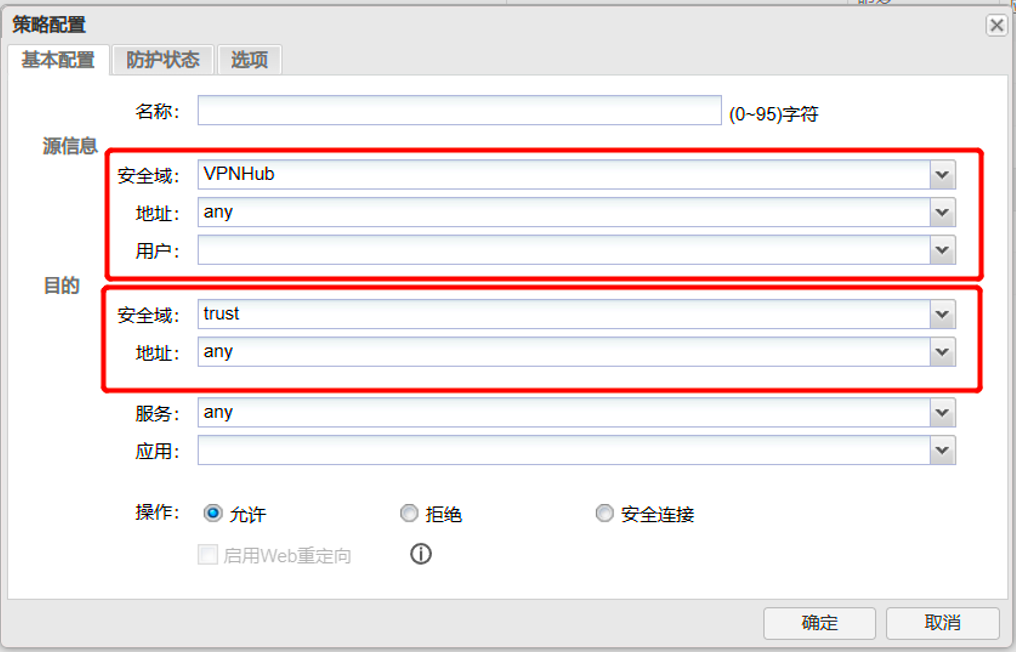 策略配置
基本配置 防护状态 选项
名称： (0~95)字符
源信息
安全域： VPNHub
地址： any
用户：
目的
安全域： trust
地址： any
服务： any
应用：
操作： 允许 拒绝 安全连接
启用Web重定向
确定 取消